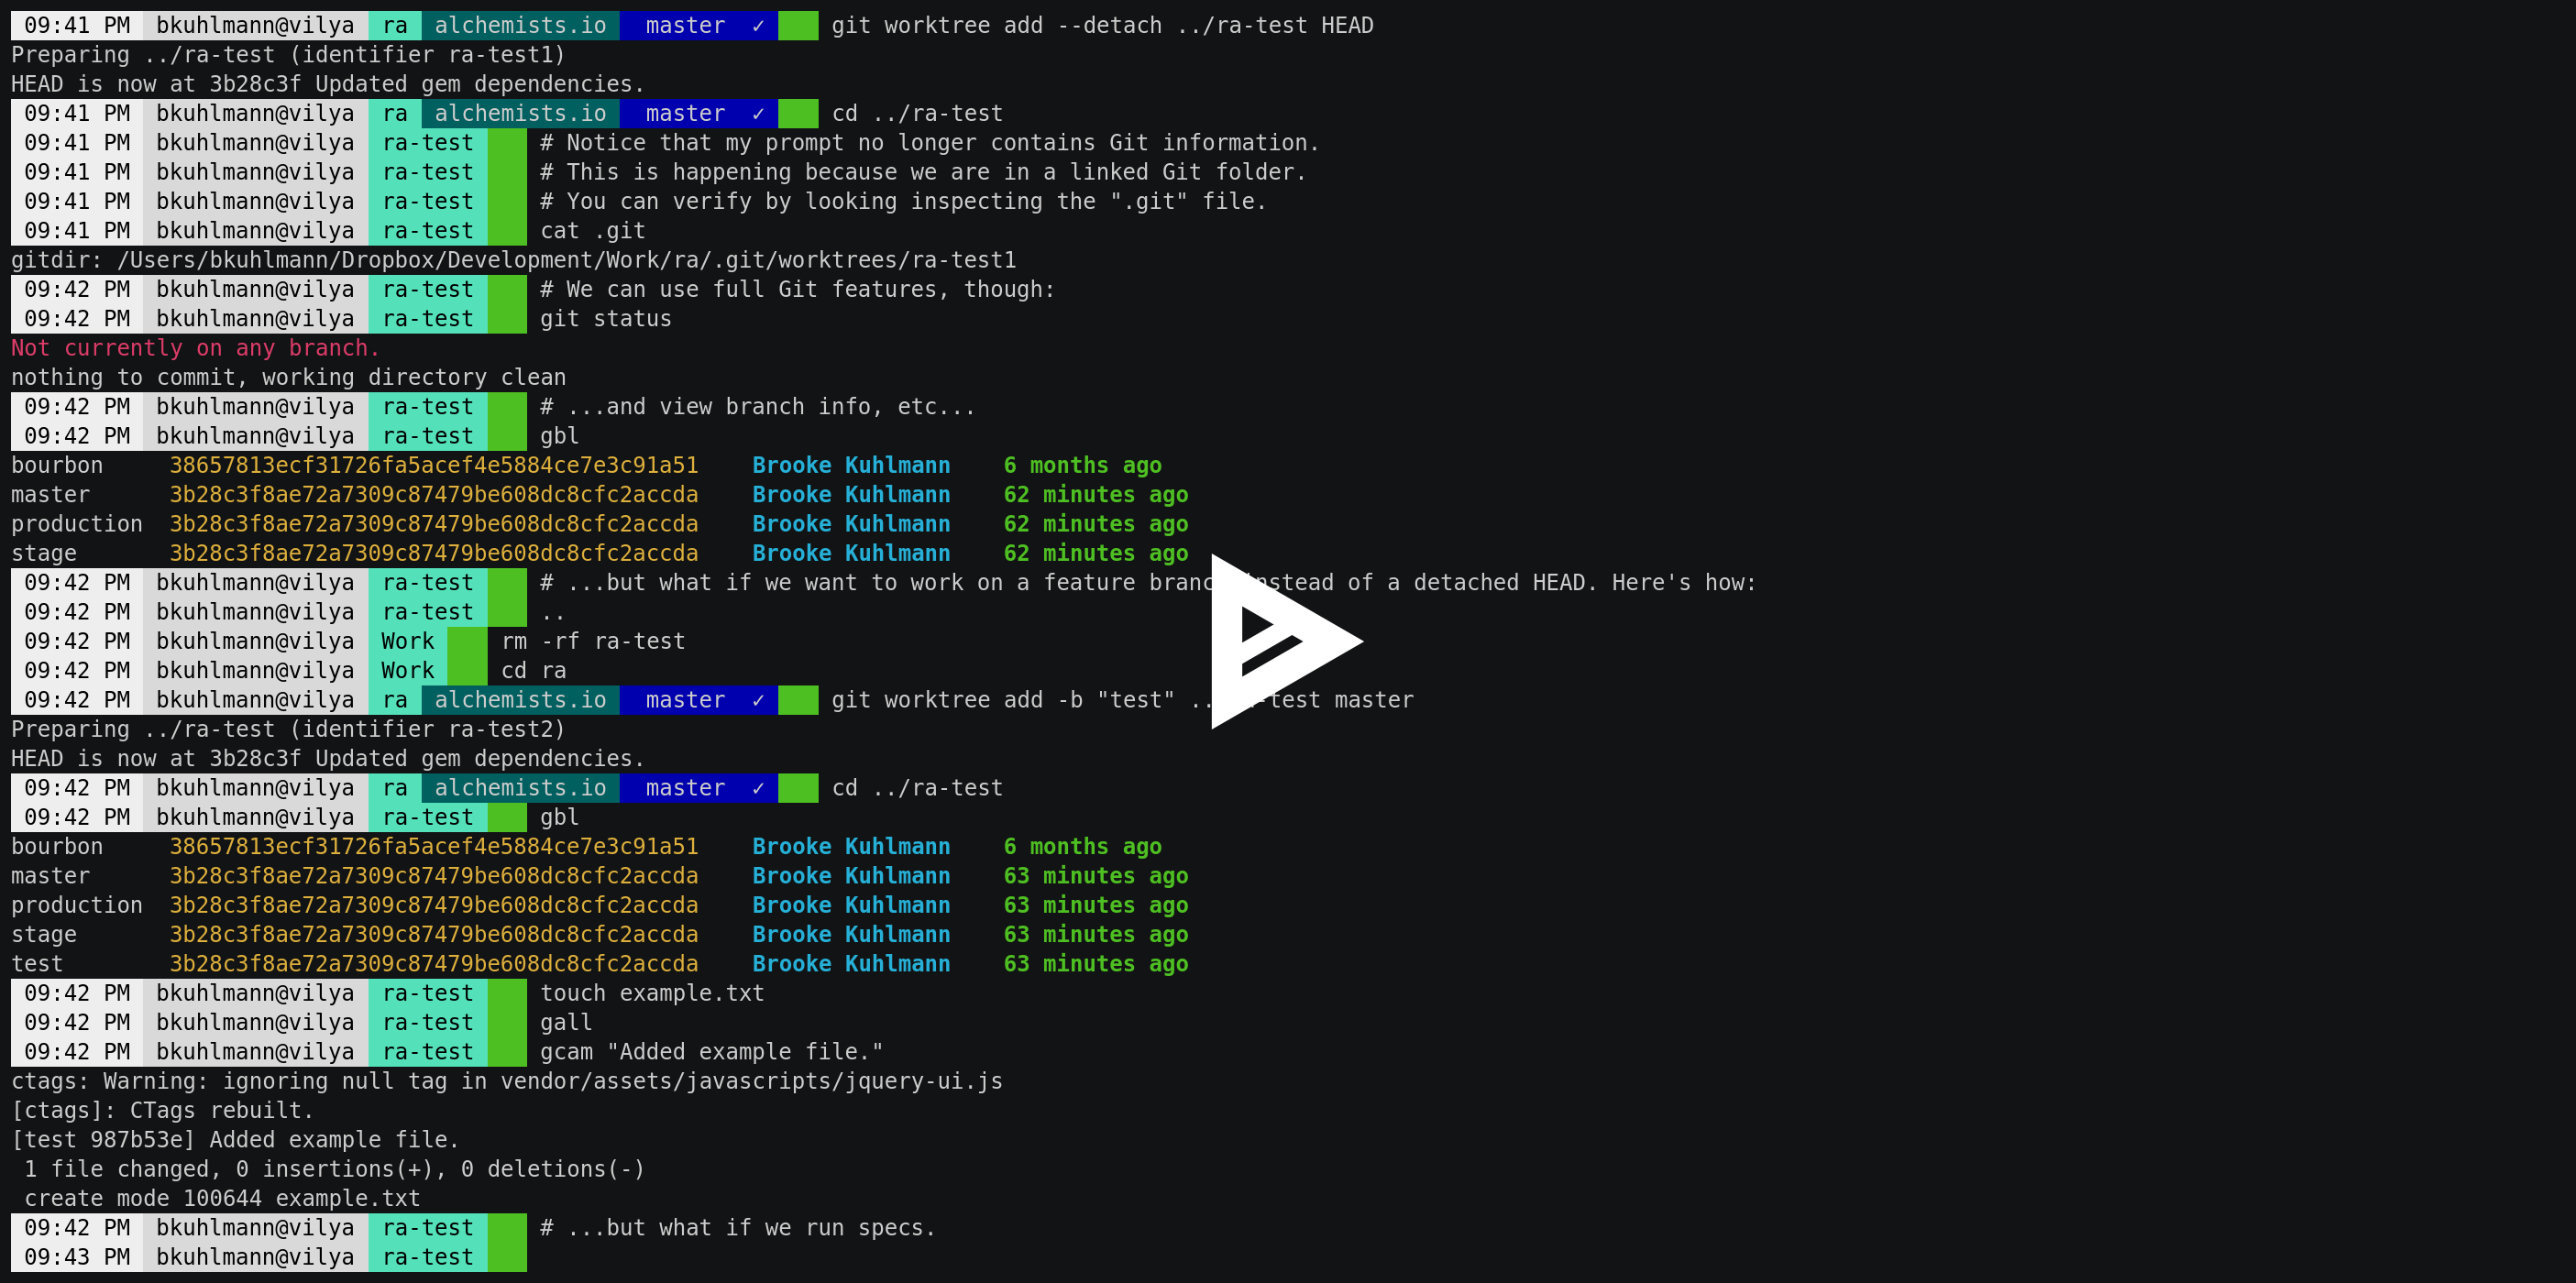 09:41 PM bkuhlmann@vilya ra alchemists.io master ✓ git worktree add --detach ../ra-test HEAD
Preparing ../ra-test (identifier ra-test1)
HEAD is now at 3b28c3f Updated gem dependencies.
09:41 PM bkuhlmann@vilya ra alchemists.io master ✓ cd ../ra-test
09:41 PM bkuhlmann@vilya ra-test # Notice that my prompt no longer contains Git information.
09:41 PM bkuhlmann@vilya ra-test # This is happening because we are in a linked Git folder.
09:41 PM bkuhlmann@vilya ra-test # You can verify by looking inspecting the ".git" file.
09:41 PM bkuhlmann@vilya ra-test cat .git
gitdir: /Users/bkuhlmann/Dropbox/Development/Work/ra/.git/worktrees/ra-test1
09:42 PM bkuhlmann@vilya ra-test # We can use full Git features, though:
09:42 PM bkuhlmann@vilya ra-test git status
Not currently on any branch.
nothing to commit, working directory clean
09:42 PM bkuhlmann@vilya ra-test # ...and view branch info, etc...
09:42 PM bkuhlmann@vilya ra-test gbl
bourbon 38657813ecf31726fa5acef4e5884ce7e3c91a51 Brooke Kuhlmann 6 months ago
master 3b28c3f8ae72a7309c87479be608dc8cfc2accda Brooke Kuhlmann 62 minutes ago
production 3b28c3f8ae72a7309c87479be608dc8cfc2accda Brooke Kuhlmann 62 minutes ago
stage 3b28c3f8ae72a7309c87479be608dc8cfc2accda Brooke Kuhlmann 62 minutes ago
09:42 PM bkuhlmann@vilya ra-test # ...but what if we want to work on a feature branch instead of a detached HEAD. Here's how:
09:42 PM bkuhlmann@vilya ra-test ..
09:42 PM bkuhlmann@vilya Work rm -rf ra-test
09:42 PM bkuhlmann@vilya Work cd ra
09:42 PM bkuhlmann@vilya ra alchemists.io master ✓ git worktree add -b "test" ../ra-test master
Preparing ../ra-test (identifier ra-test2)
HEAD is now at 3b28c3f Updated gem dependencies.
09:42 PM bkuhlmann@vilya ra alchemists.io master ✓ cd ../ra-test
09:42 PM bkuhlmann@vilya ra-test gbl
bourbon 38657813ecf31726fa5acef4e5884ce7e3c91a51 Brooke Kuhlmann 6 months ago
master 3b28c3f8ae72a7309c87479be608dc8cfc2accda Brooke Kuhlmann 63 minutes ago
production 3b28c3f8ae72a7309c87479be608dc8cfc2accda Brooke Kuhlmann 63 minutes ago
stage 3b28c3f8ae72a7309c87479be608dc8cfc2accda Brooke Kuhlmann 63 minutes ago
test 3b28c3f8ae72a7309c87479be608dc8cfc2accda Brooke Kuhlmann 63 minutes ago
09:42 PM bkuhlmann@vilya ra-test touch example.txt
09:42 PM bkuhlmann@vilya ra-test gall
09:42 PM bkuhlmann@vilya ra-test gcam "Added example file."
ctags: Warning: ignoring null tag in vendor/assets/javascripts/jquery-ui.js
[ctags]: CTags rebuilt.
[test 987b53e] Added example file.
1 file changed, 0 insertions(+), 0 deletions(-)
create mode 100644 example.txt
09:42 PM bkuhlmann@vilya ra-test # ...but what if we run specs.
09:43 PM bkuhlmann@vilya ra-test